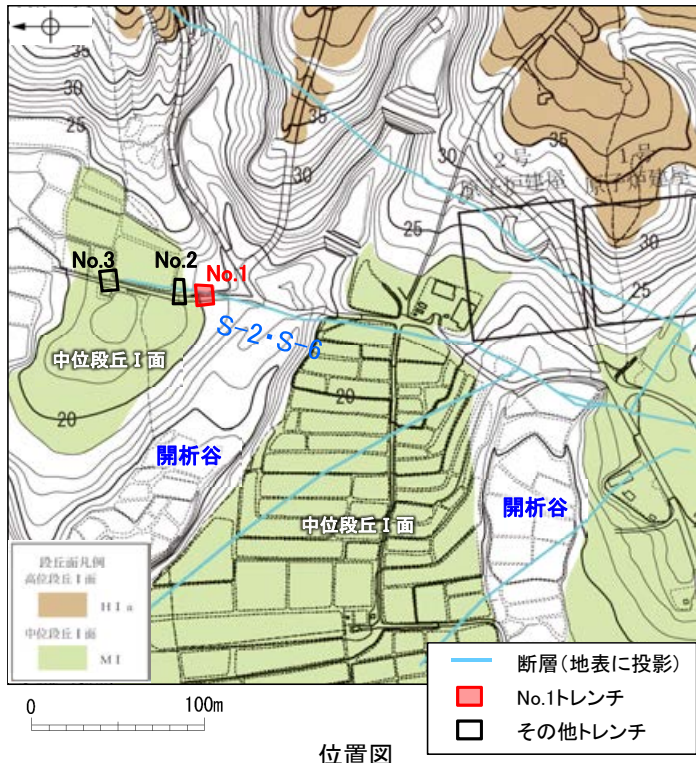 35
30
25
35
30
35
2号
原子炉建屋
1号
原子炉建屋
30
25
25
No.3
No.2
No.1
S-2・S-6
中位段丘Ⅰ面
20
20
開析谷
中位段丘Ⅰ面
開析谷
段丘面凡例
高位段丘Ⅰ面
HⅠa
中位段丘Ⅰ面
MⅠ
断層(地表に投影)
No.1トレンチ
その他トレンチ
0
100m
位置図